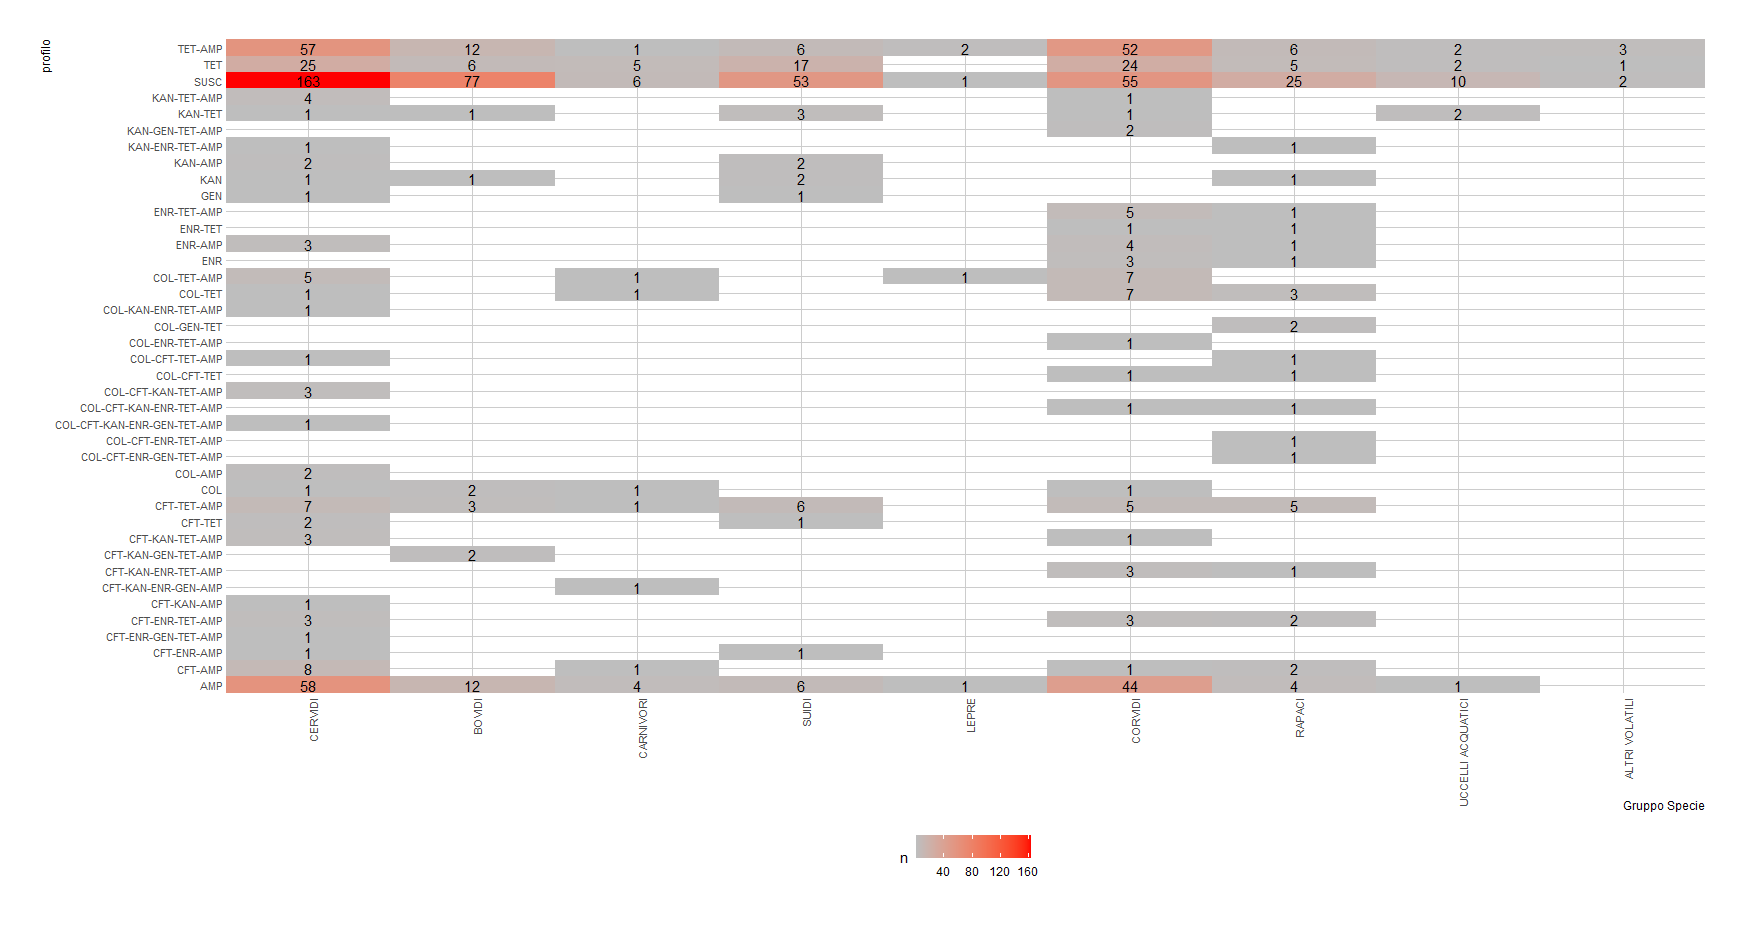 profilo
TET-AMP 57 12 1 6 2 52 6 2 3
TET 25 6 5 17 24 5 2 1
SUSC 163 77 6 53 1 55 25 10 2
KAN-TET-AMP 4 1
KAN-TET 1 1 3 1 2
KAN-GEN-TET-AMP 2
KAN-ENR-TET-AMP 1 1
KAN-AMP 2 2
KAN 1 1 2 1
GEN 1 1
ENR-TET-AMP 5 1
ENR-TET 1 1
ENR-AMP 3 4 1
ENR 3 1
COL-TET-AMP 5 1 1 7
COL-TET 1 1 7 3
COL-KAN-ENR-TET-AMP 1
COL-GEN-TET 2
COL-ENR-TET-AMP 1
COL-CFT-TET-AMP 1 1
COL-CFT-TET 1 1
COL-CFT-KAN-TET-AMP 3
COL-CFT-KAN-ENR-TET-AMP 1 1
COL-CFT-KAN-ENR-GEN-TET-AMP 1
COL-CFT-ENR-TET-AMP 1
COL-CFT-ENR-GEN-TET-AMP 1
COL-AMP 2
COL 1 2 1 1
CFT-TET-AMP 7 3 1 6 5 5
CFT-TET 2 1
CFT-KAN-TET-AMP 3 1
CFT-KAN-GEN-TET-AMP 2
CFT-KAN-ENR-TET-AMP 3 1
CFT-KAN-ENR-GEN-AMP 1
CFT-KAN-AMP 1
CFT-ENR-TET-AMP 3 3 2
CFT-ENR-GEN-TET-AMP 1
CFT-ENR-AMP 1 1
CFT-AMP 8 1 1 2
AMP 58 12 4 6 1 44 4 1
CERVIDI
BOVIDI
CARNIVORI
SUIDI
LEPRE
CORVIDI
RAPACI
UCCELLI ACQUATICI
ALTRI VOLATILI
Gruppo Specie
n
40 80 120 160